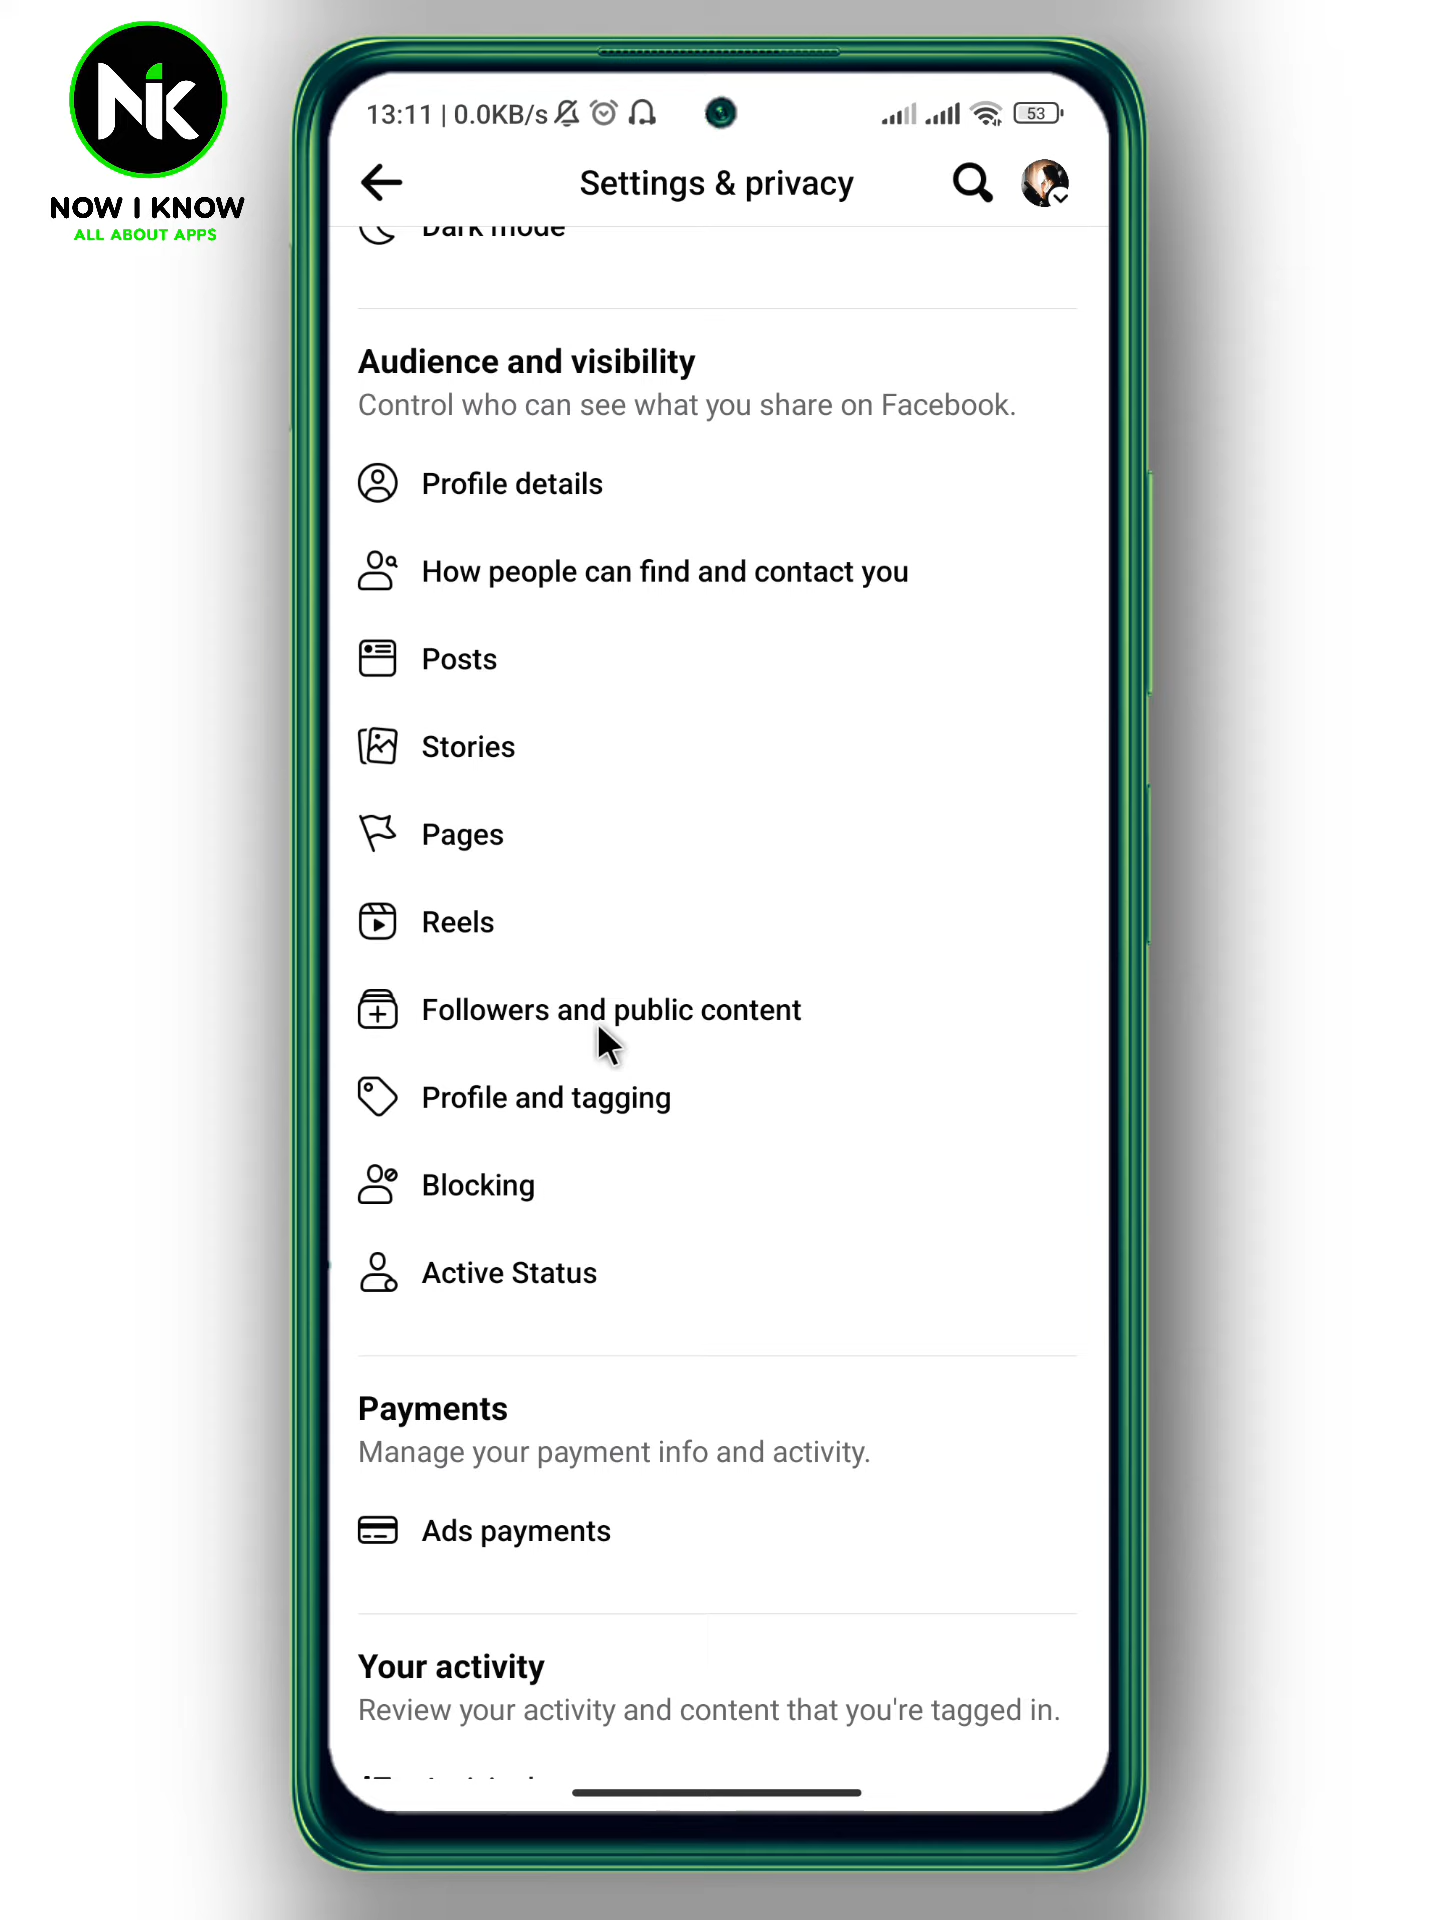 NiK
NOW I KNOW
ALL ABOUT APPS
13:11 | 0.0KB/s
53
Settings & privacy
Dark mode
Audience and visibility
Control who can see what you share on Facebook.
Profile details
How people can find and contact you
Posts
Stories
Pages
Reels
Followers and public content
Profile and tagging
Blocking
Active Status
Payments
Manage your payment info and activity.
Ads payments
Your activity
Review your activity and content that you're tagged in.